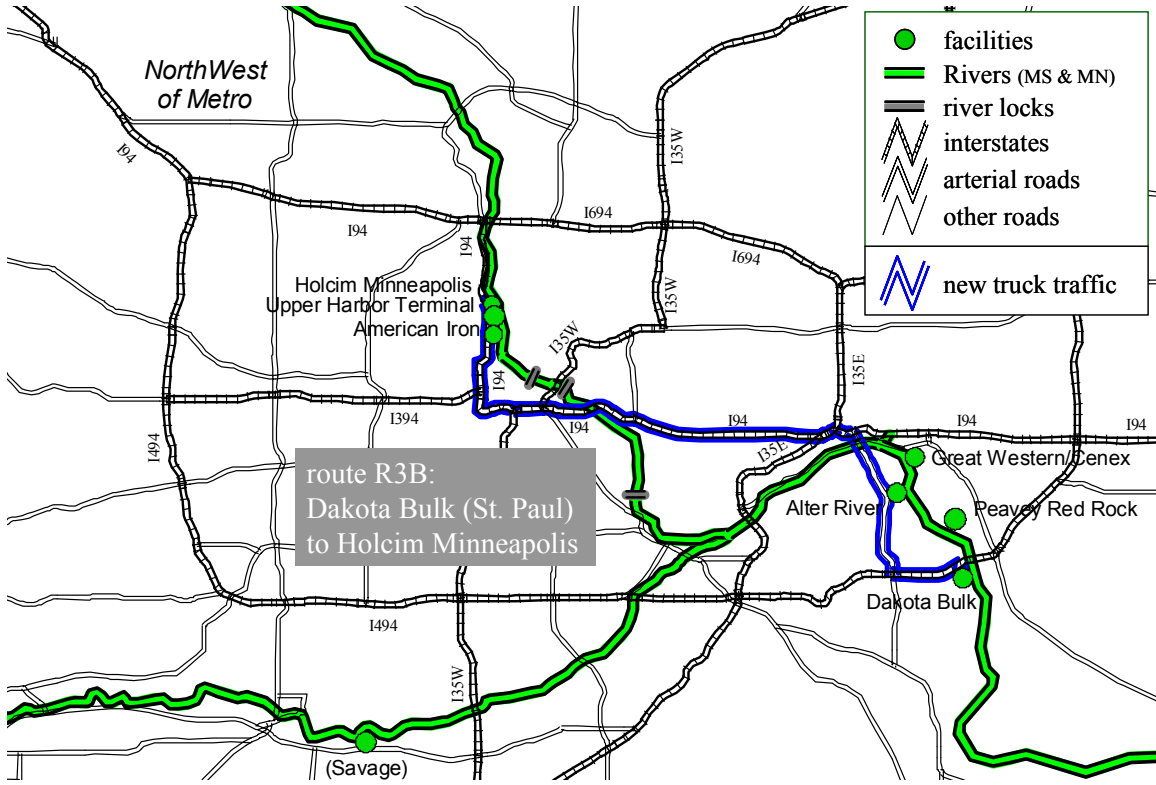 NorthWest
of Metro
facilities
Rivers (MS & MN)
river locks
interstates
arterial roads
other roads
new truck traffic
I94
I35W
I94
I94
I694
I694
Holcim Minneapolis
Upper Harbor Terminal
American Iron
I35W
I35W
I94
I35E
I394
I94
I94
I94
I94
I494
I35E
route R3B:
Dakota Bulk (St. Paul)
to Holcim Minneapolis
Great Western/Cenex
Alter River
Peavey Red Rock
Dakota Bulk
I494
I35W
(Savage)